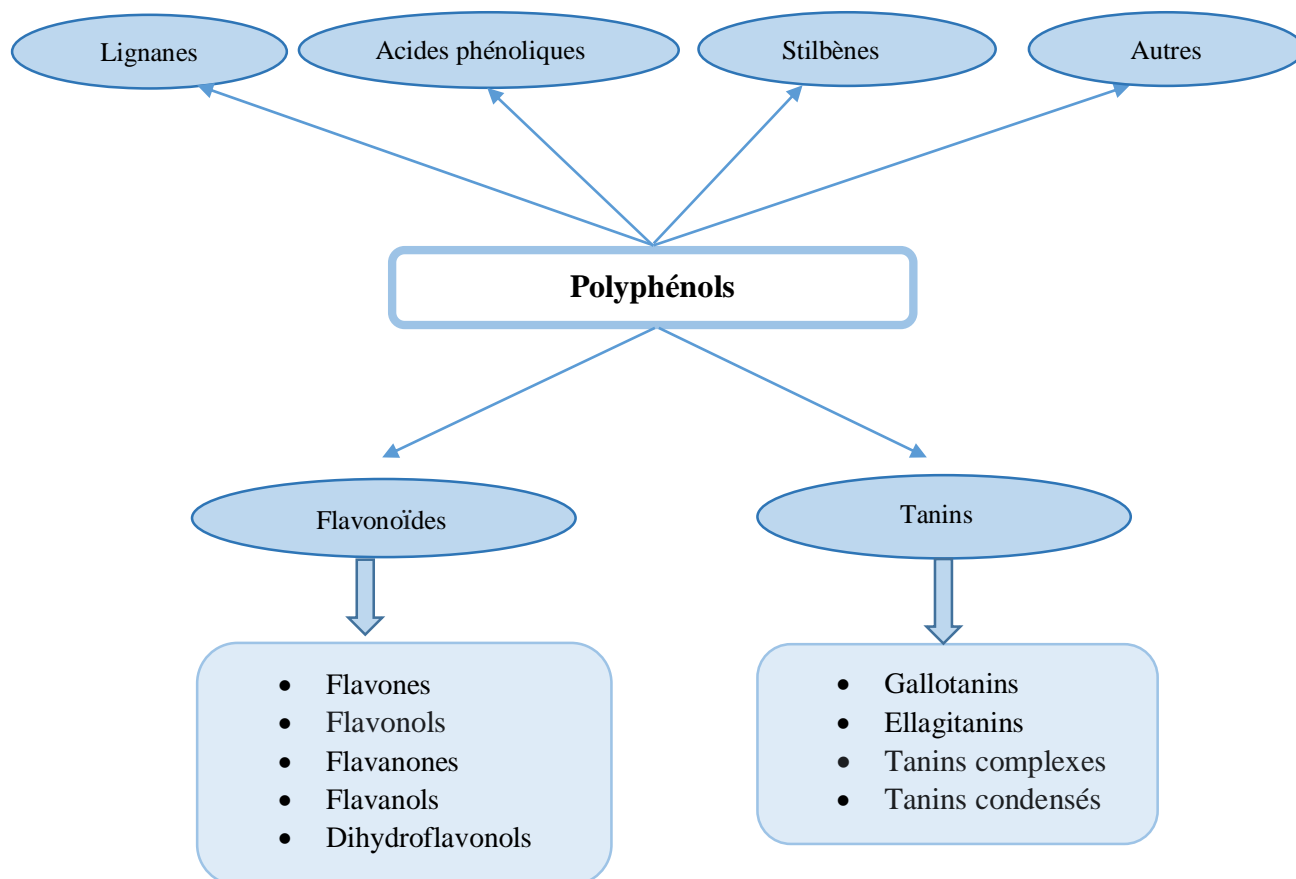 Lignanes
Acides phénoliques
Stilbènes
Autres
Polyphénols
Flavonoïdes
Tanins
• Flavones
• Flavonols
• Flavanones
• Flavanols
• Dihydroflavonols
• Gallotanins
• Ellagitanins
• Tanins complexes
• Tanins condensés